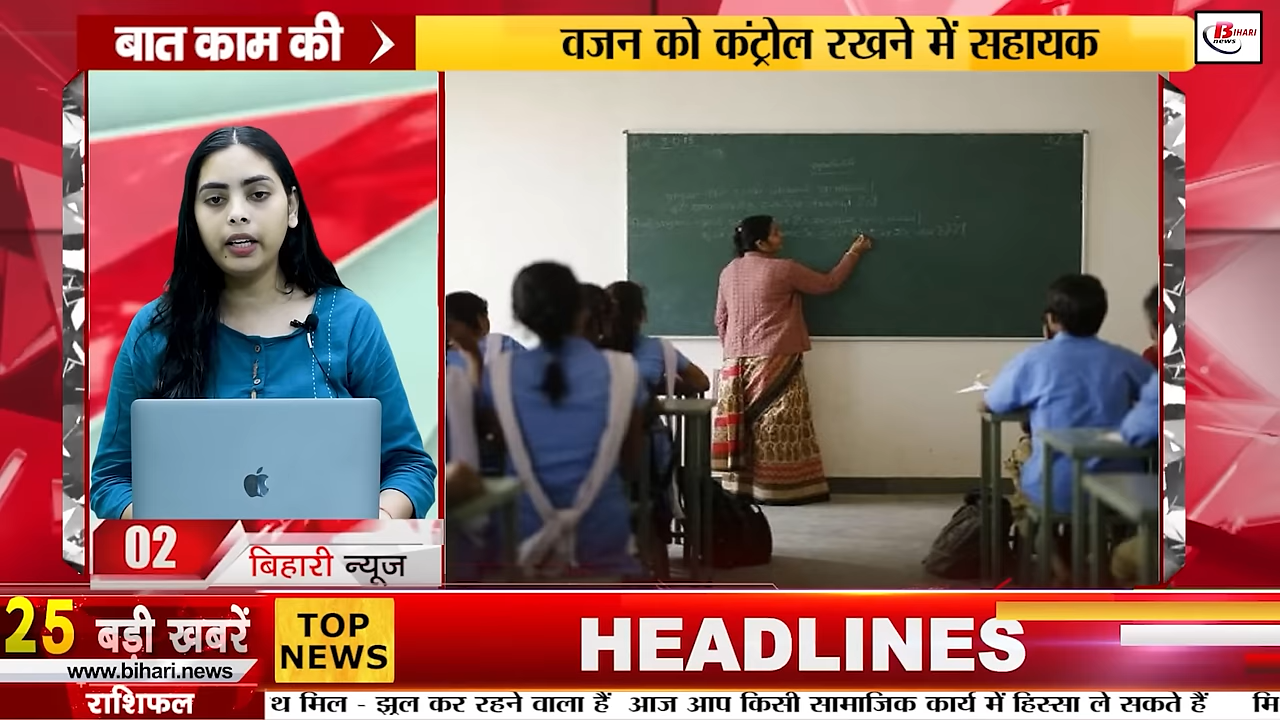 बात काम की
वजन को कंट्रोल रखने में सहायक
BIHARI
news
02
बिहारी न्यूज
25 बड़ी खबरें
www.bihari.news
TOP
NEWS
HEADLINES
राशिफल
थ मिल - झूल कर रहने वाला हैं आज आप किसी सामाजिक कार्य में हिस्सा ले सकते हैं मि